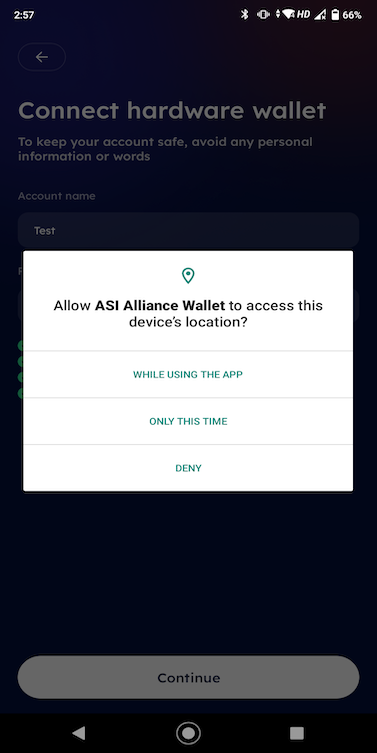 2:57
HD
66%
Connect hardware wallet
To keep your account safe, avoid any personal
information or words
Account name
Test
Allow ASI Alliance Wallet to access this
device's location?
WHILE USING THE APP
ONLY THIS TIME
DENY
Continue